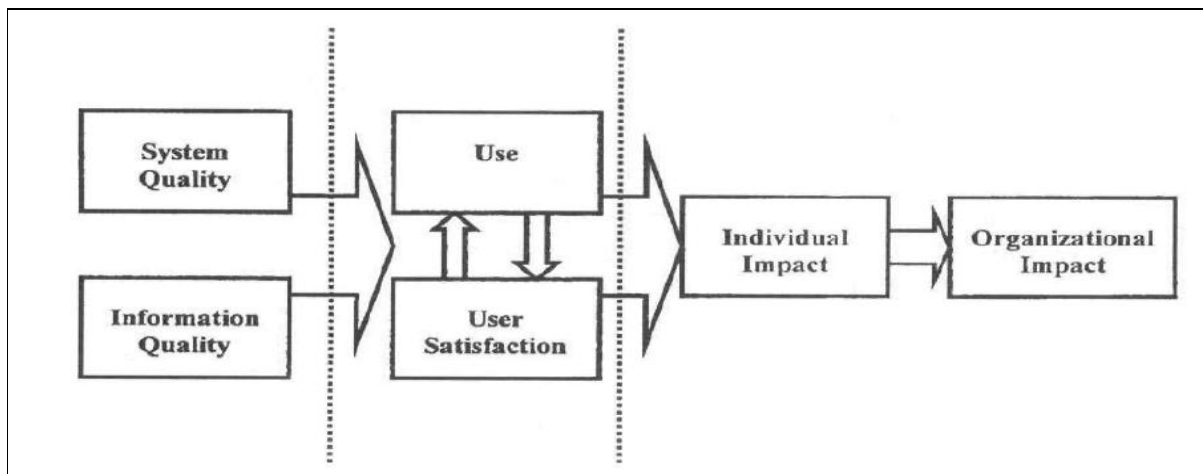 System
Quality
Information
Quality
Use
User
Satisfaction
Individual
Impact
Organizational
Impact